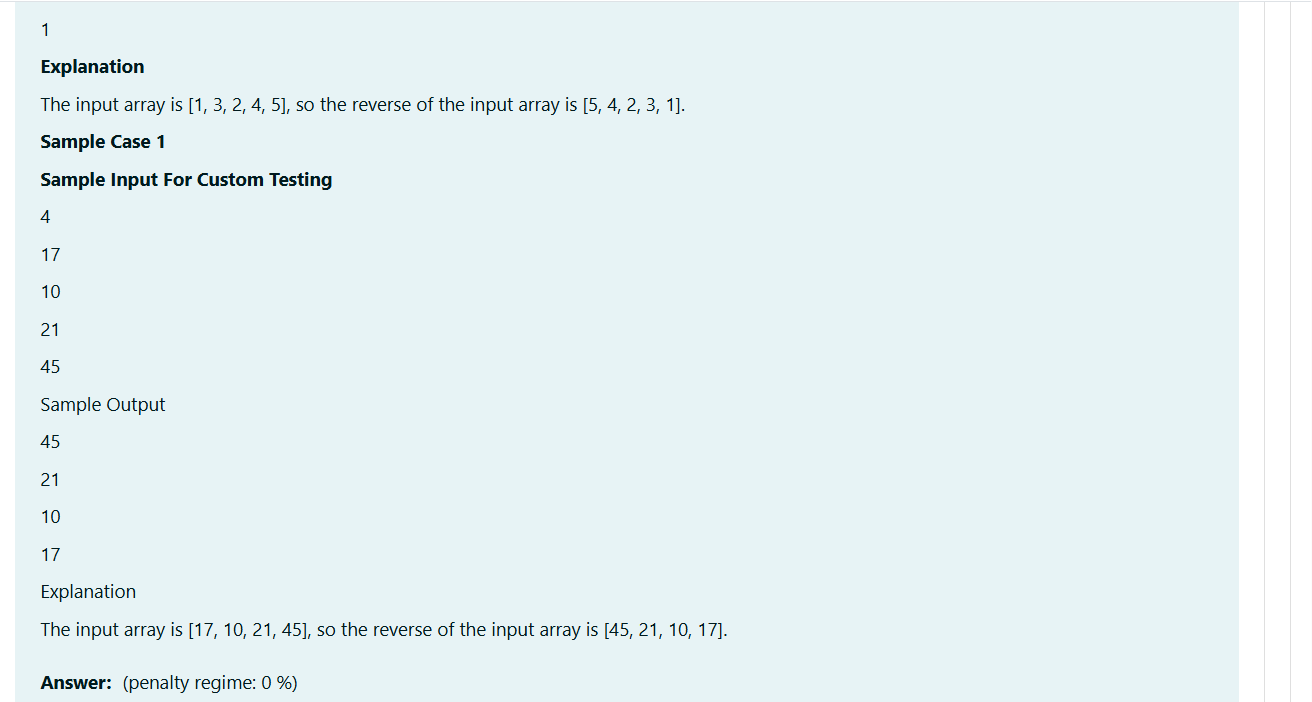 1
Explanation
The input array is [1, 3, 2, 4, 5], so the reverse of the input array is [5, 4, 2, 3, 1].
Sample Case 1
Sample Input For Custom Testing
4
17
10
21
45
Sample Output
45
21
10
17
Explanation
The input array is [17, 10, 21, 45], so the reverse of the input array is [45, 21, 10, 17].
Answer: (penalty regime: 0 %)